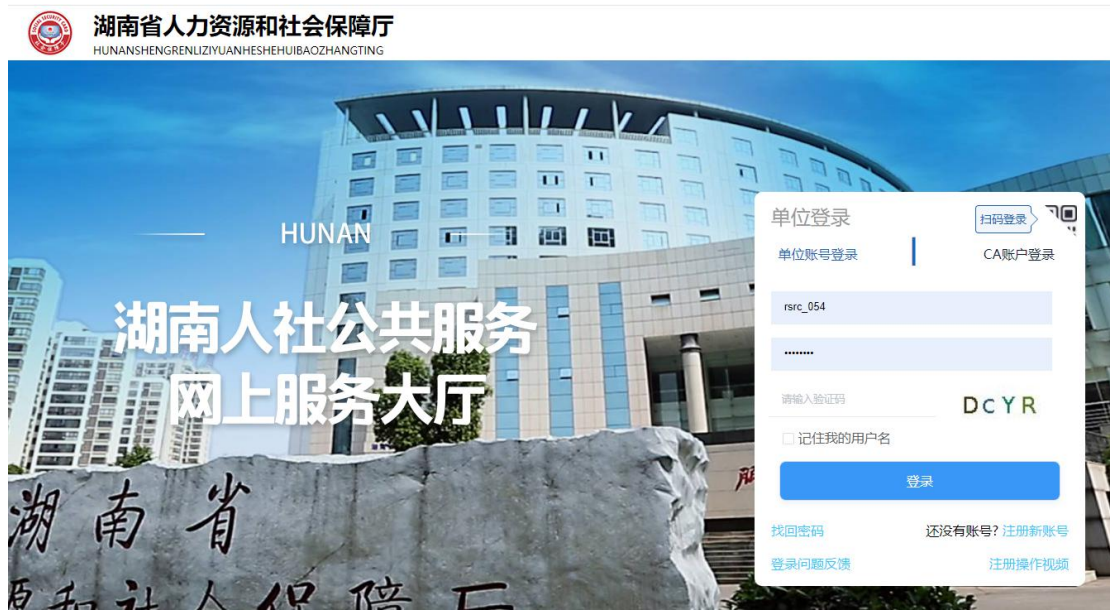 湖南省人力资源和社会保障厅
HUNANSHENGRENLIZIYUANHESHEHUIBAOZHANGTING
HUNAN
湖南人社公共服务
网上服务大厅
湖南省
社会保障厅
单位登录
扫码登录
单位账号登录
CA账户登录
rsrc_054
••••••••
请输入验证码
DCYR
记住我的用户名
登录
找回密码
还没有账号? 注册新账号
登录问题反馈
注册操作视频